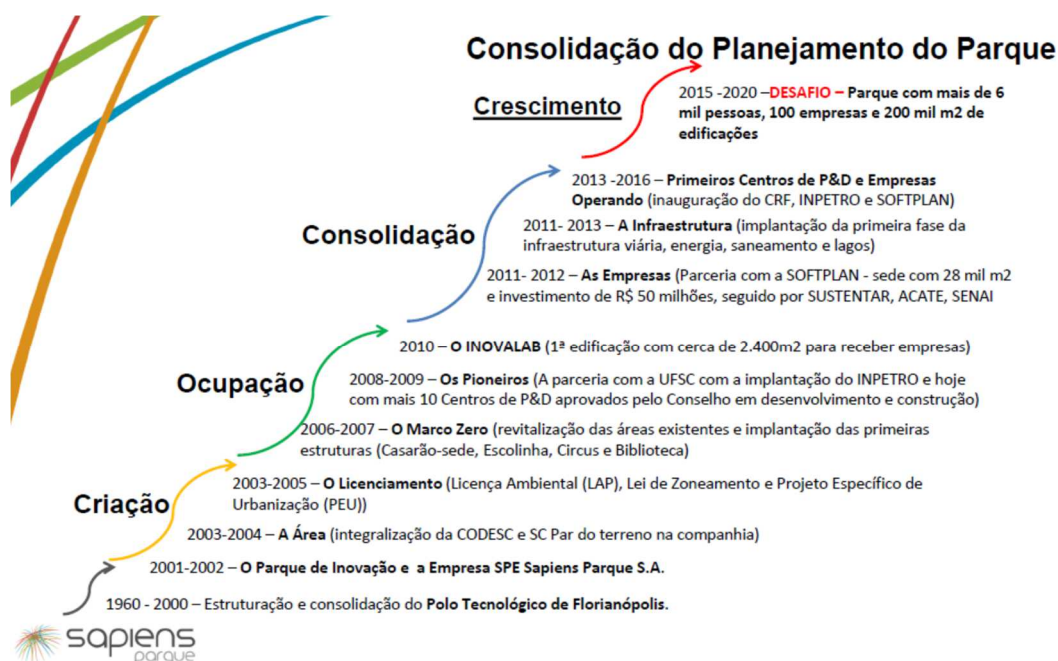 Consolidação do Planejamento do Parque
2015 -2020 –DESAFIO – Parque com mais de 6
mil pessoas, 100 empresas e 200 mil m2 de
edificações
Crescimento
2013 -2016 – Primeiros Centros de P&D e Empresas
Operando (inauguração do CRF, INPETRO e SOFTPLAN)
2011- 2013 – A Infraestrutura (implantação da primeira fase da
infraestrutura viária, energia, saneamento e lagos)
Consolidação
2011- 2012 – As Empresas (Parceria com a SOFTPLAN - sede com 28 mil m2
e investimento de R$ 50 milhões, seguido por SUSTENTAR, ACATE, SENAI
2010 – O INOVALAB (1ª edificação com cerca de 2.400m2 para receber empresas)
Ocupação
2008-2009 – Os Pioneiros (A parceria com a UFSC com a implantação do INPETRO e hoje
com mais 10 Centros de P&D aprovados pelo Conselho em desenvolvimento e construção)
2006-2007 – O Marco Zero (revitalização das áreas existentes e implantação das primeiras
estruturas (Casarão-sede, Escolinha, Circus e Biblioteca)
Criação
2003-2005 – O Licenciamento (Licença Ambiental (LAP), Lei de Zoneamento e Projeto Específico de
Urbanização (PEU))
2003-2004 – A Área (integralização da CODESC e SC Par do terreno na companhia)
2001-2002 – O Parque de Inovação e a Empresa SPE Sapiens Parque S.A.
1960 - 2000 – Estruturação e consolidação do Polo Tecnológico de Florianópolis.
sapiens
parque